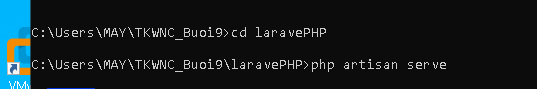 C:\Users\MAY\TKWNC_Buoi9>cd laravePHP
C:\Users\MAY\TKWNC_Buoi9\laravePHP>php artisan serve